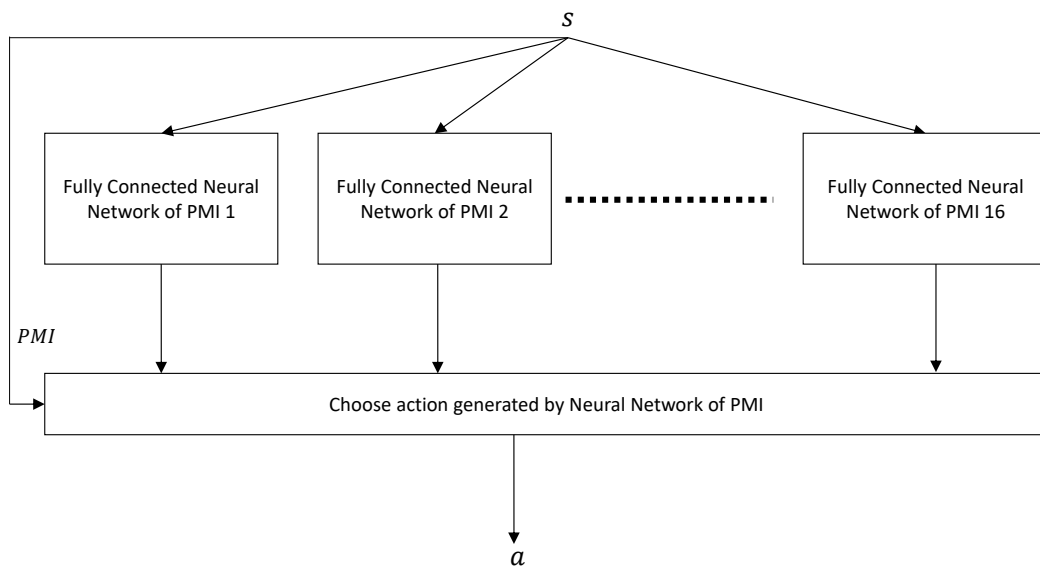 s
Fully Connected Neural
Network of PMI 1
Fully Connected Neural
Network of PMI 2
Fully Connected Neural
Network of PMI 16
PMI
Choose action generated by Neural Network of PMI
a